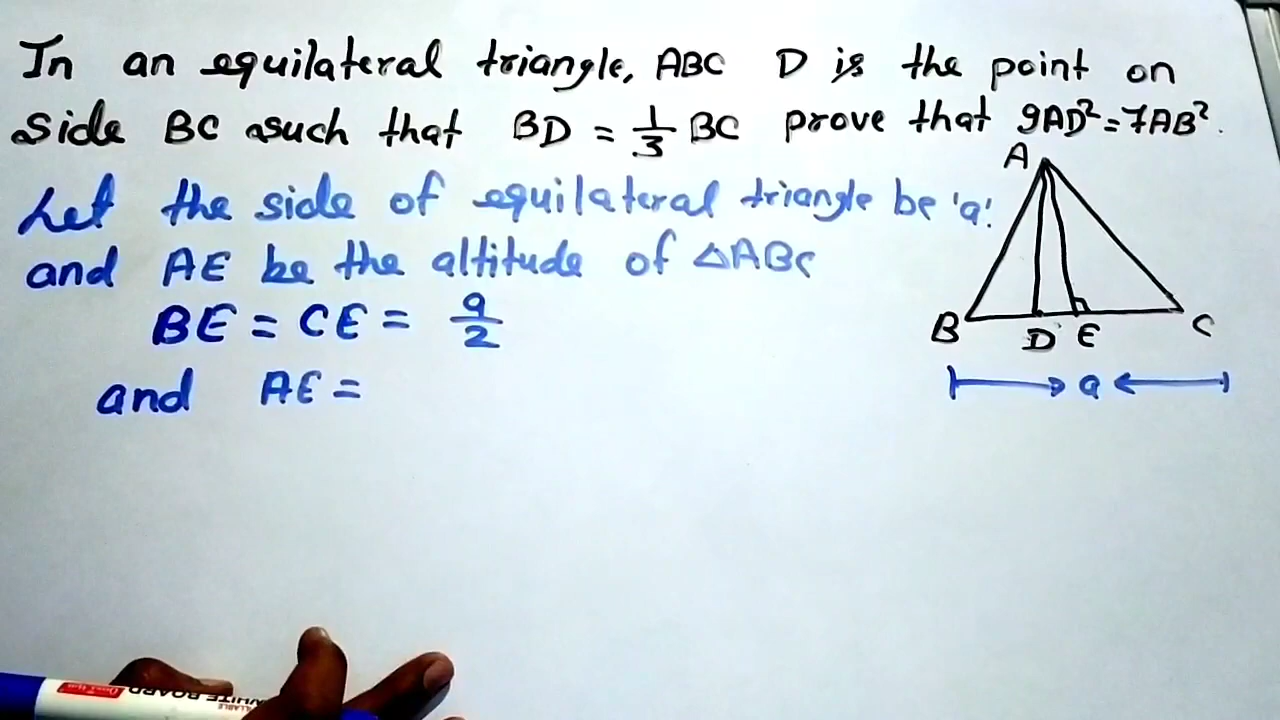 In an equilateral triangle, ABC D is the point on
side BC such that BD = 1/3 BC prove that 9AD² = 7AB².
Let the side of equilateral triangle be 'a'.
and AE be the altitude of △ABC
BE = CE = a/2
and AE =
A
B D E C
a
WHITE BOARD